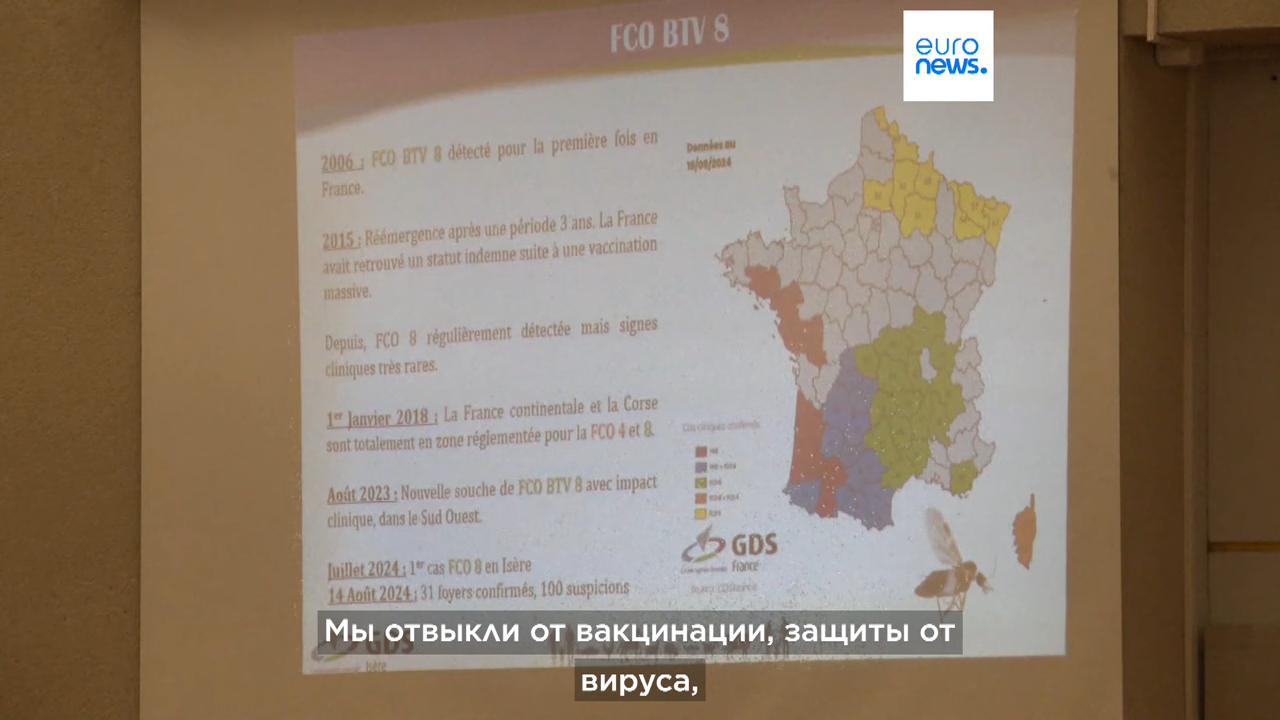 FCO BTV 8
euro
news.
2006 : FCO BTV 8 détecté pour la première fois en
France.
Données au
2015 : Réémergence après une période 3 ans. La France
avait retrouvé un statut indemne suite à une vaccination
massive.
Depuis, FCO 8 régulièrement détectée mais signes
cliniques très rares.
1er Janvier 2018 : La France continentale et la Corse
sont totalement en zone réglementée pour la FCO 4 et 8.
Août 2023 : Nouvelle souche de FCO BTV 8 avec impact
clinique, dans le Sud Ouest.
Juillet 2024 : 1er cas FCO 8 en Isère
14 Août 2024 : 31 foyers confirmés, 100 suspicions
GDS
France
GDS
Isère
Мы отвыкли от вакцинации, защиты от
вируса,